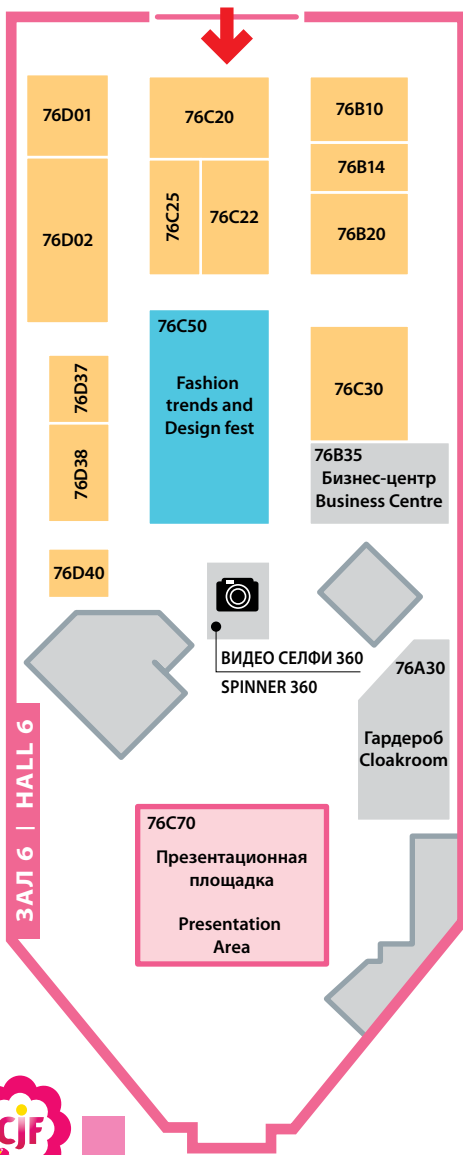 76D01
76C20
76B10
76B14
76D02
76C25
76C22
76B20
76C50
Fashion
trends and
Design fest
76D37
76C30
76D38
76B35
Бизнес-центр
Business Centre
76D40
ВИДЕО СЕЛФИ 360
SPINNER 360
76A30
Гардероб
Cloakroom
ЗАЛ 6 | HALL 6
76C70
Презентационная
площадка
Presentation
Area
CJF